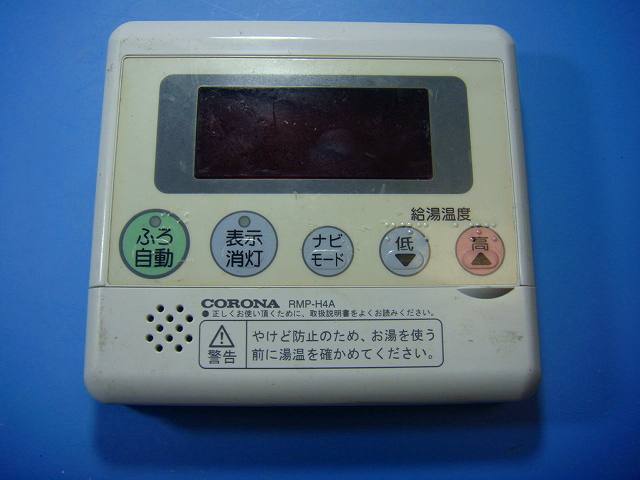 給湯温度
ふろ
自動
表示
消灯
ナビ
モード
低
高
CORONA RMP-H4A
●正しくお使い頂くために、取扱説明書をよくお読みください。
警告
やけど防止のため、お湯を使う
前に湯温を確かめてください。